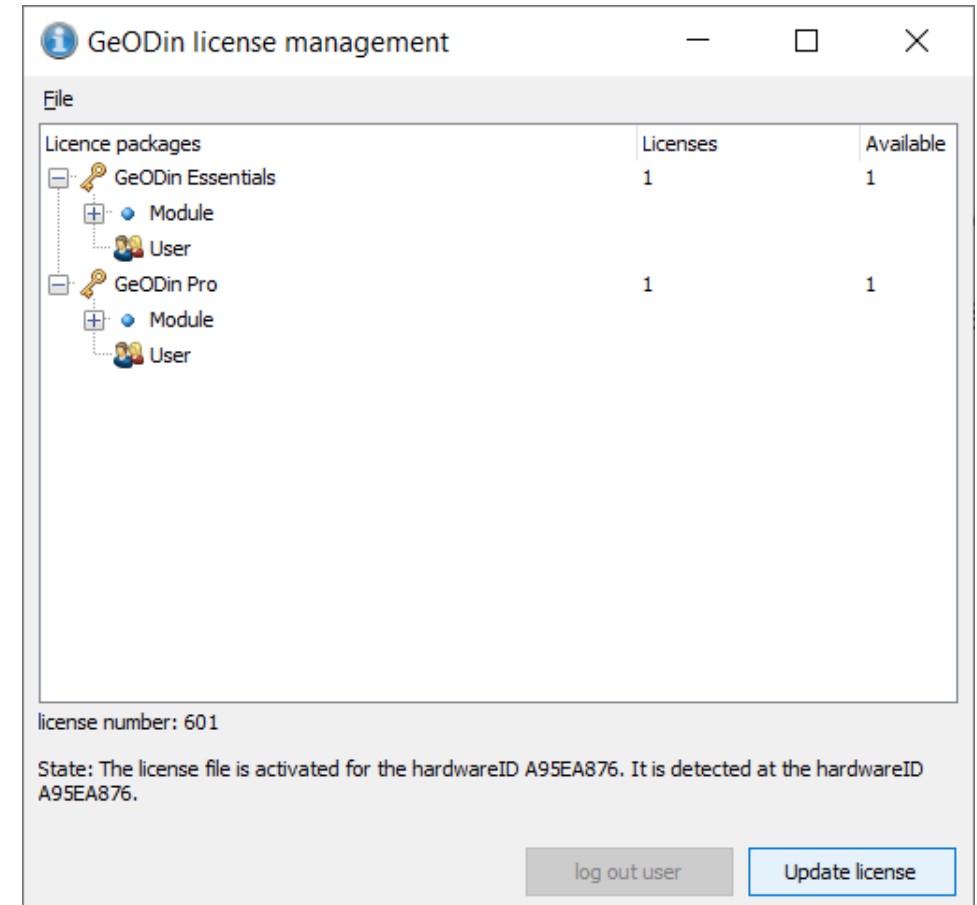 GeODin license management
File
Licence packages Licenses Available
GeODin Essentials 1 1
Module
User
GeODin Pro 1 1
Module
User
license number: 601
State: The license file is activated for the hardwareID A95EA876. It is detected at the hardwareID
A95EA876.
log out user Update license